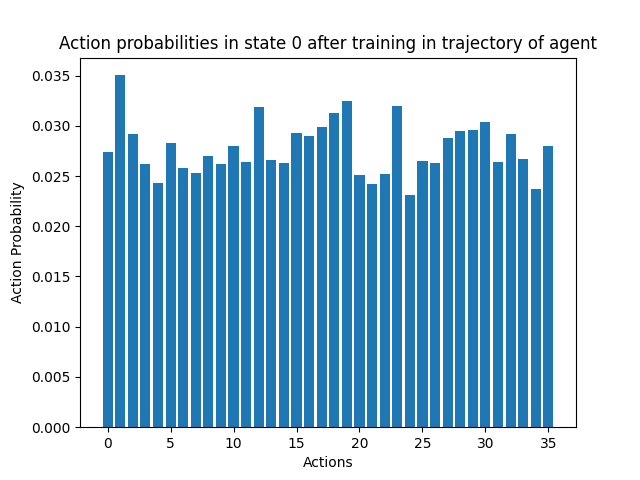 Action probabilities in state 0 after training in trajectory of agent
0.035
0.030
0.025
0.020
0.015
0.010
0.005
0.000
Action Probability
0 5 10 15 20 25 30 35
Actions